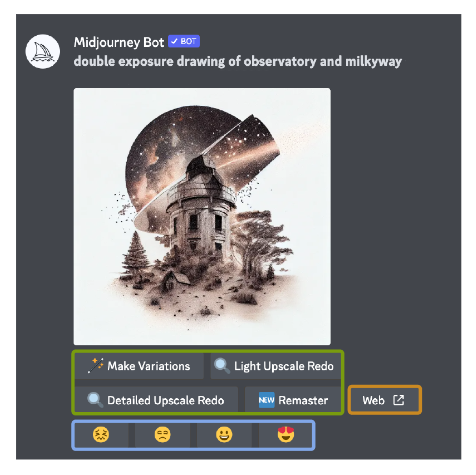 Midjourney Bot ✓ BOT
double exposure drawing of observatory and milkyway
Make Variations
Light Upscale Redo
Detailed Upscale Redo
NEW Remaster
Web